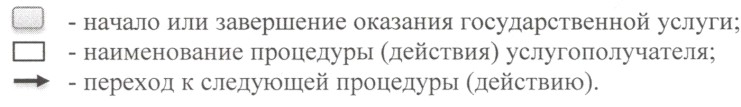 - начало или завершение оказания государственной услуги;
- наименование процедуры (действия) услугополучателя;
- переход к следующей процедуры (действию).